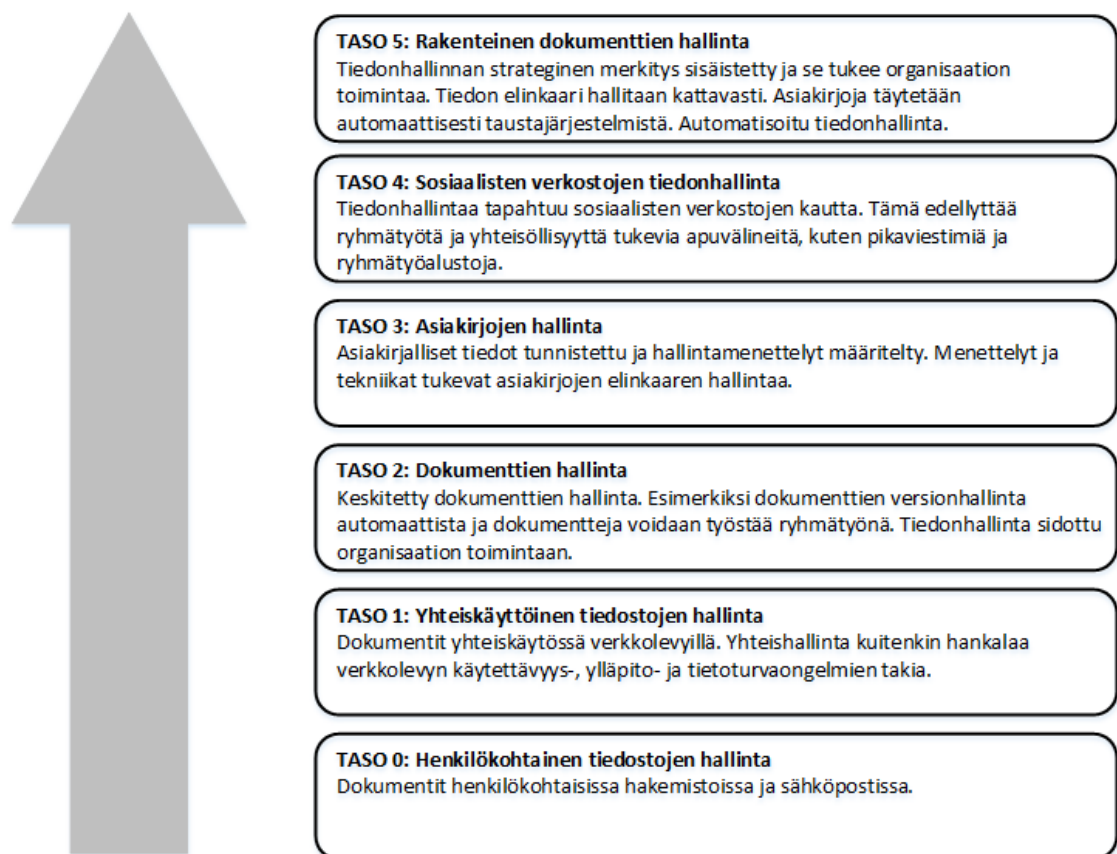 TASO 5: Rakenteinen dokumenttien hallinta
Tiedonhallinnan strateginen merkitys sisäistetty ja se tukee organisaation
toimintaa. Tiedon elinkaari hallitaan kattavasti. Asiakirjoja täytetään
automaattisesti taustajärjestelmistä. Automatisoitu tiedonhallinta.
TASO 4: Sosiaalisten verkostojen tiedonhallinta
Tiedonhallintaa tapahtuu sosiaalisten verkostojen kautta. Tämä edellyttää
ryhmätyötä ja yhteisöllisyyttä tukevia apuvälineitä, kuten pikaviestimiä ja
ryhmätyöalustoja.
TASO 3: Asiakirjojen hallinta
Asiakirjalliset tiedot tunnistettu ja hallintamenettelyt määritelty. Menettelyt ja
tekniikat tukevat asiakirjojen elinkaaren hallintaa.
TASO 2: Dokumenttien hallinta
Keskitetty dokumenttien hallinta. Esimerkiksi dokumenttien versionhallinta
automaattista ja dokumentteja voidaan työstää ryhmätyönä. Tiedonhallinta sidottu
organisaation toimintaan.
TASO 1: Yhteiskäyttöinen tiedostojen hallinta
Dokumentit yhteiskäytössä verkkolevyillä. Yhteishallinta kuitenkin hankalaa
verkkolevyn käytettävyys-, ylläpito- ja tietoturvaongelmien takia.
TASO 0: Henkilökohtainen tiedostojen hallinta
Dokumentit henkilökohtaisissa hakemistoissa ja sähköpostissa.